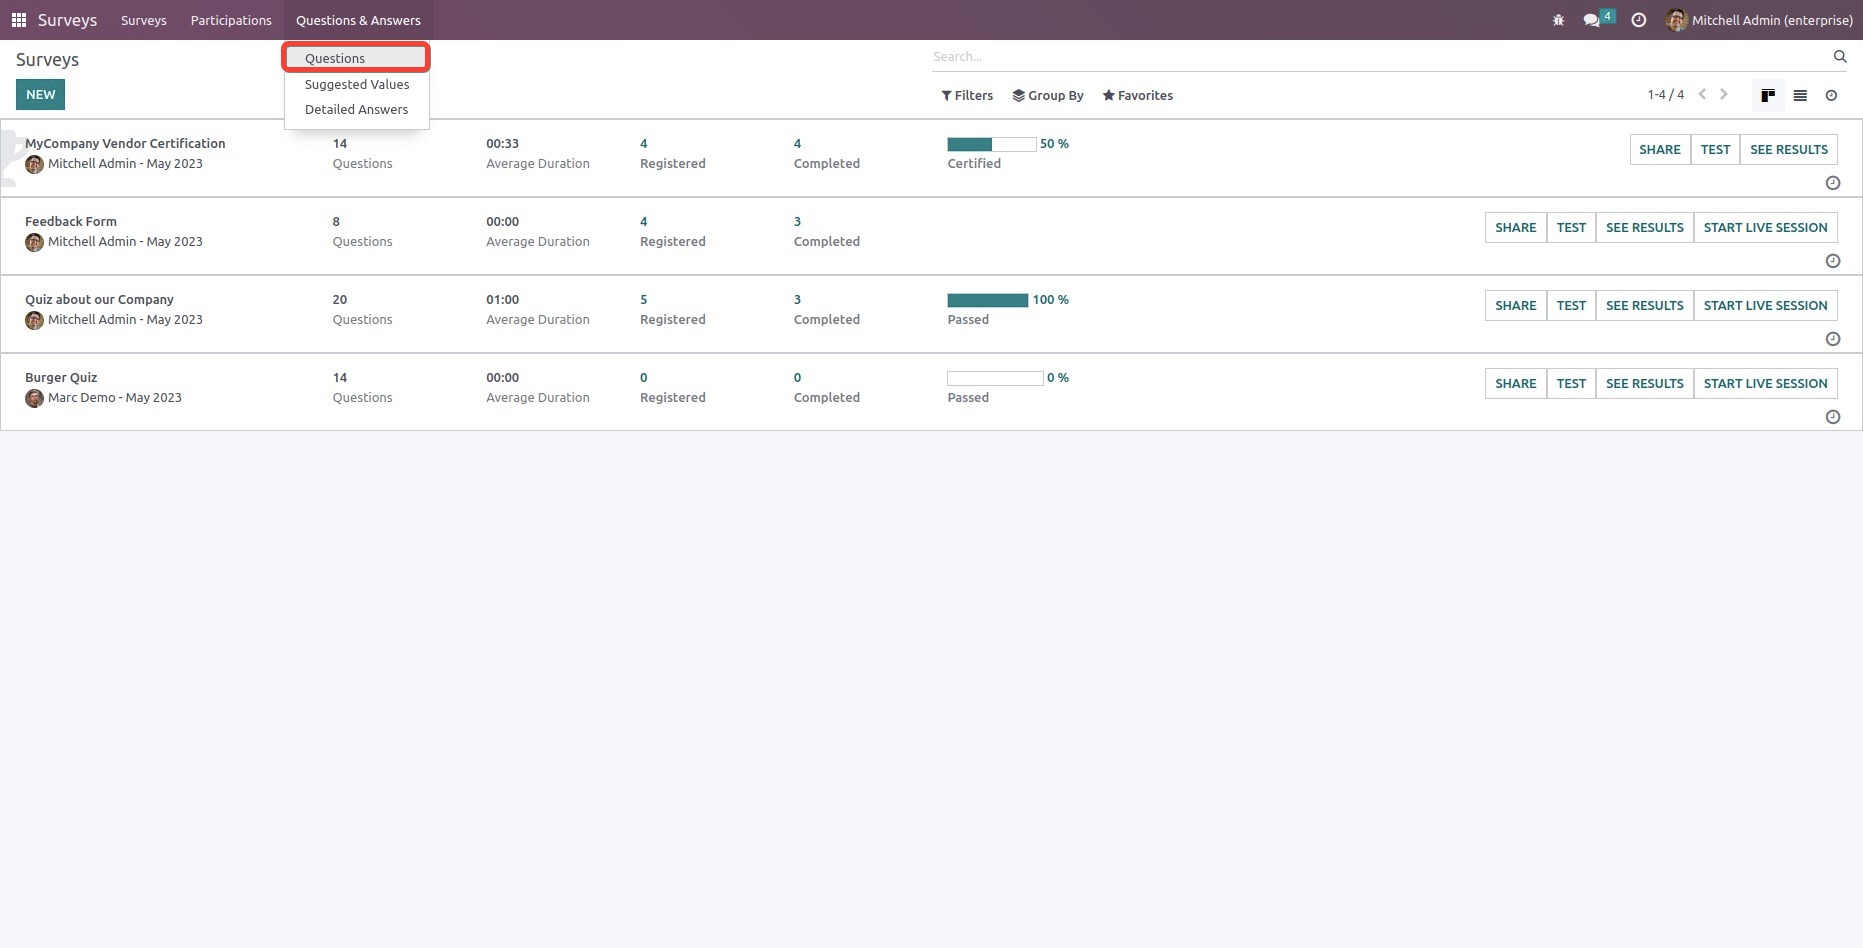 Surveys Surveys Participations Questions & Answers 4 Mitchell Admin (enterprise)
Surveys Questions Search...
Suggested Values
NEW Detailed Answers Filters Group By Favorites 1-4 / 4
MyCompany Vendor Certification 14 00:33 4 4 50 % SHARE TEST SEE RESULTS
Mitchell Admin - May 2023 Questions Average Duration Registered Completed Certified
Feedback Form 8 00:00 4 3 SHARE TEST SEE RESULTS START LIVE SESSION
Mitchell Admin - May 2023 Questions Average Duration Registered Completed
Quiz about our Company 20 01:00 5 3 100 % SHARE TEST SEE RESULTS START LIVE SESSION
Mitchell Admin - May 2023 Questions Average Duration Registered Completed Passed
Burger Quiz 14 00:00 0 0 0 % SHARE TEST SEE RESULTS START LIVE SESSION
Marc Demo - May 2023 Questions Average Duration Registered Completed Passed